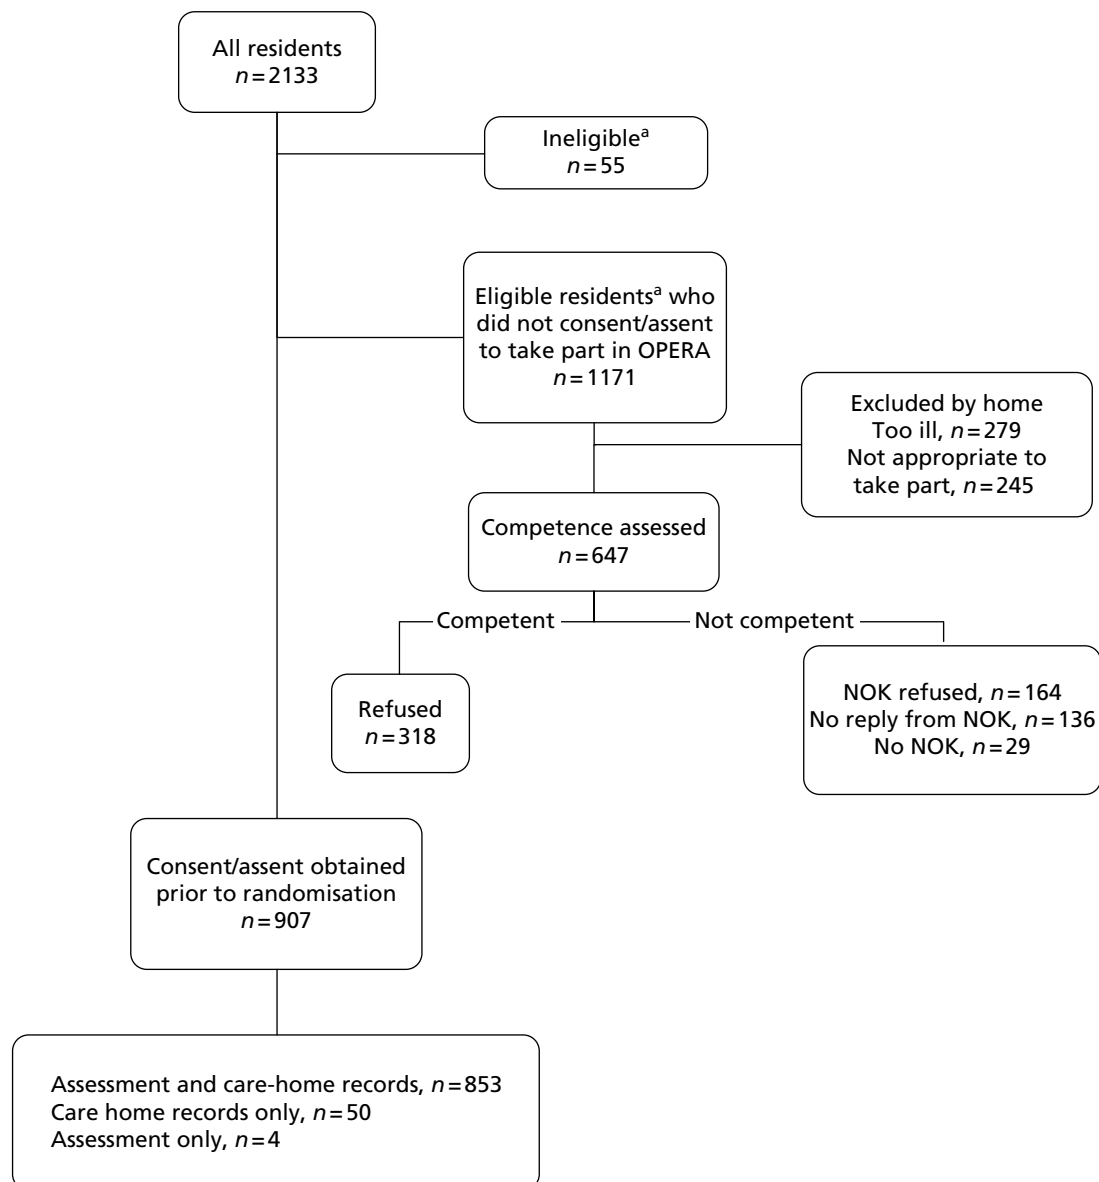 All residents
n=2133
Ineligibleᵃ
n=55
Eligible residentsᵃ who
did not consent/assent
to take part in OPERA
n=1171
Excluded by home
Too ill, n=279
Not appropriate to
take part, n=245
Competence assessed
n=647
Competent
Not competent
Refused
n=318
NOK refused, n=164
No reply from NOK, n=136
No NOK, n=29
Consent/assent obtained
prior to randomisation
n=907
Assessment and care-home records, n=853
Care home records only, n=50
Assessment only, n=4